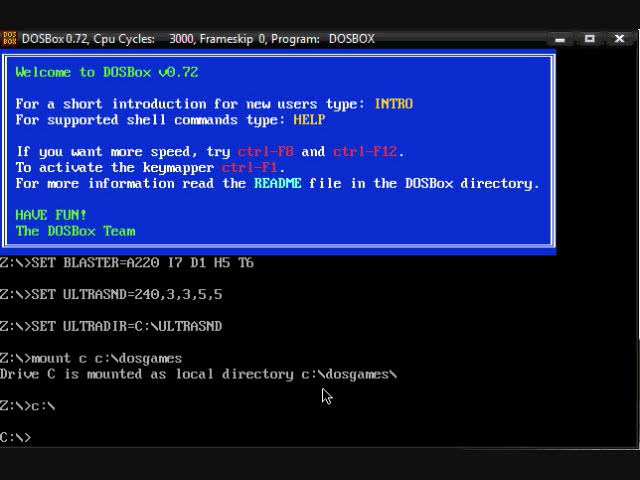 DOS BOX
DOSBox 0.72, Cpu Cycles: 3000, Frameskip 0, Program: DOSBOX
Welcome to DOSBox v0.72
For a short introduction for new users type: INTRO
For supported shell commands type: HELP
If you want more speed, try ctrl-F8 and ctrl-F12.
To activate the keymapper ctrl-F1.
For more information read the README file in the DOSBox directory.
HAVE FUN!
The DOSBox Team
Z:\>SET BLASTER=A220 I7 D1 H5 T6
Z:\>SET ULTRASND=240,3,3,5,5
Z:\>SET ULTRADIR=C:\ULTRASND
Z:\>mount c c:\dosgames
Drive C is mounted as local directory c:\dosgames\
Z:\>c:\
C:\>